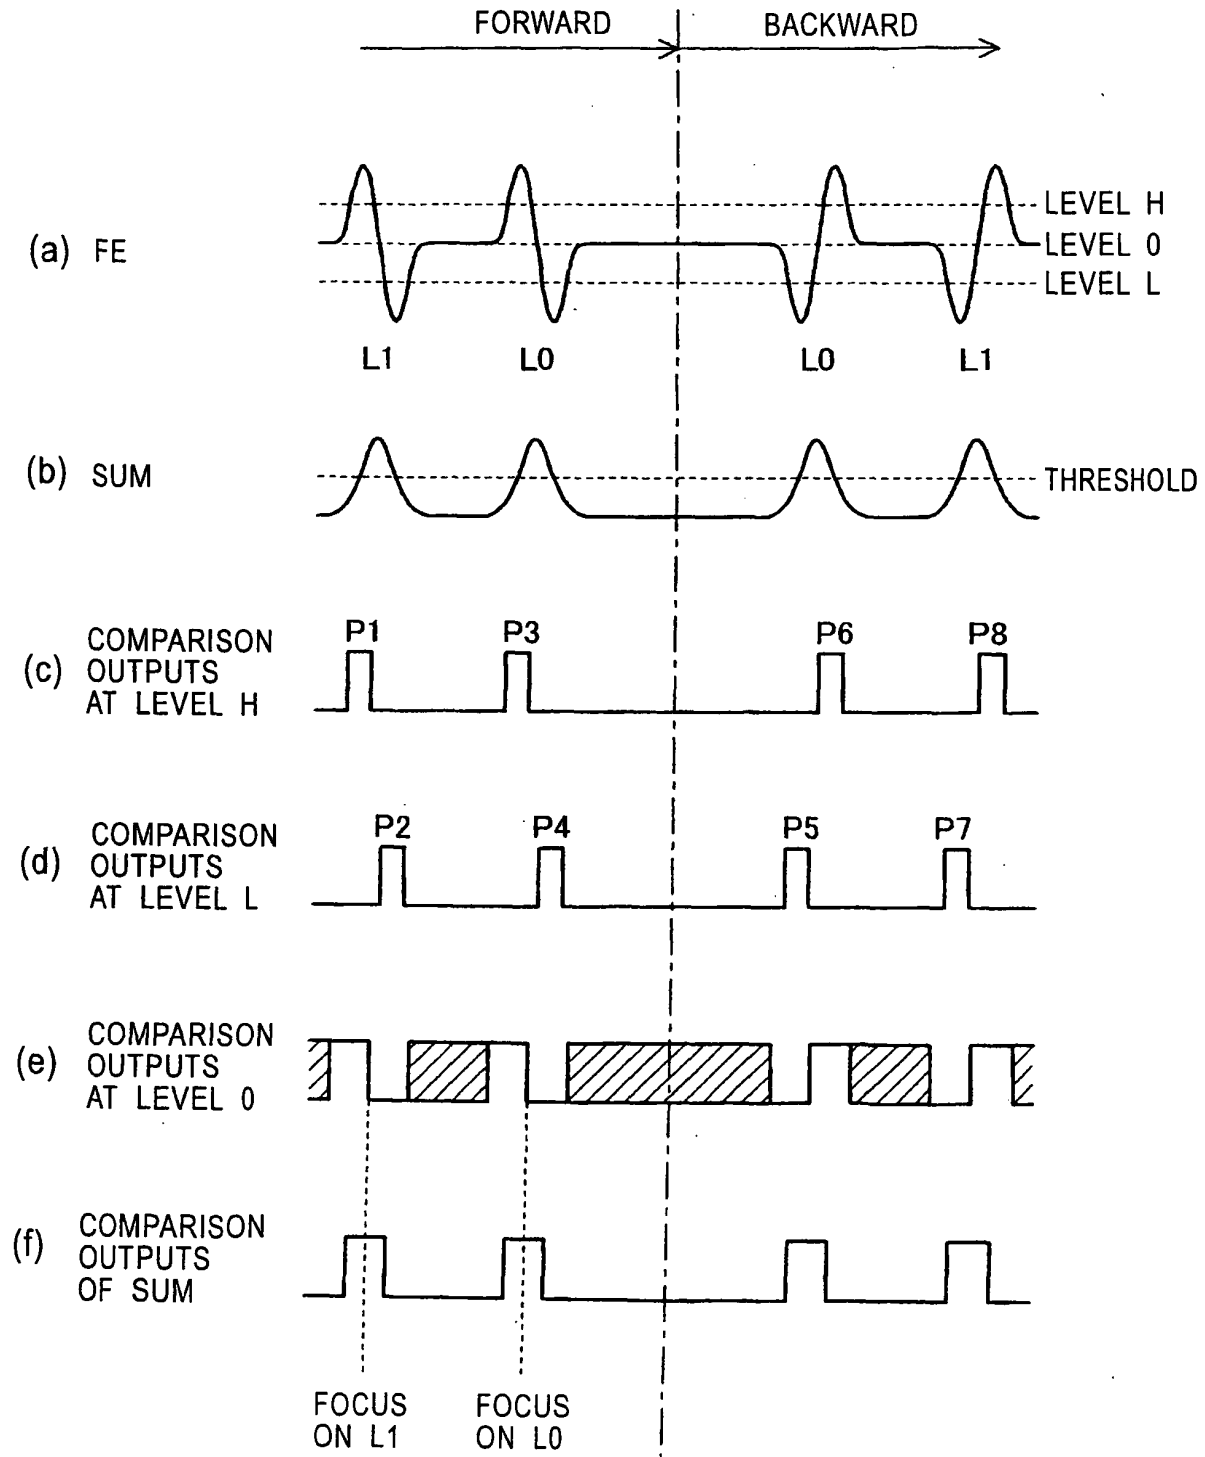 FORWARD
BACKWARD
(a) FE
LEVEL H
LEVEL 0
LEVEL L
L1
L0
L0
L1
(b) SUM
THRESHOLD
(c) COMPARISON
OUTPUTS
AT LEVEL H
P1
P3
P6
P8
(d) COMPARISON
OUTPUTS
AT LEVEL L
P2
P4
P5
P7
(e) COMPARISON
OUTPUTS
AT LEVEL 0
(f) COMPARISON
OUTPUTS
OF SUM
FOCUS
ON L1
FOCUS
ON L0